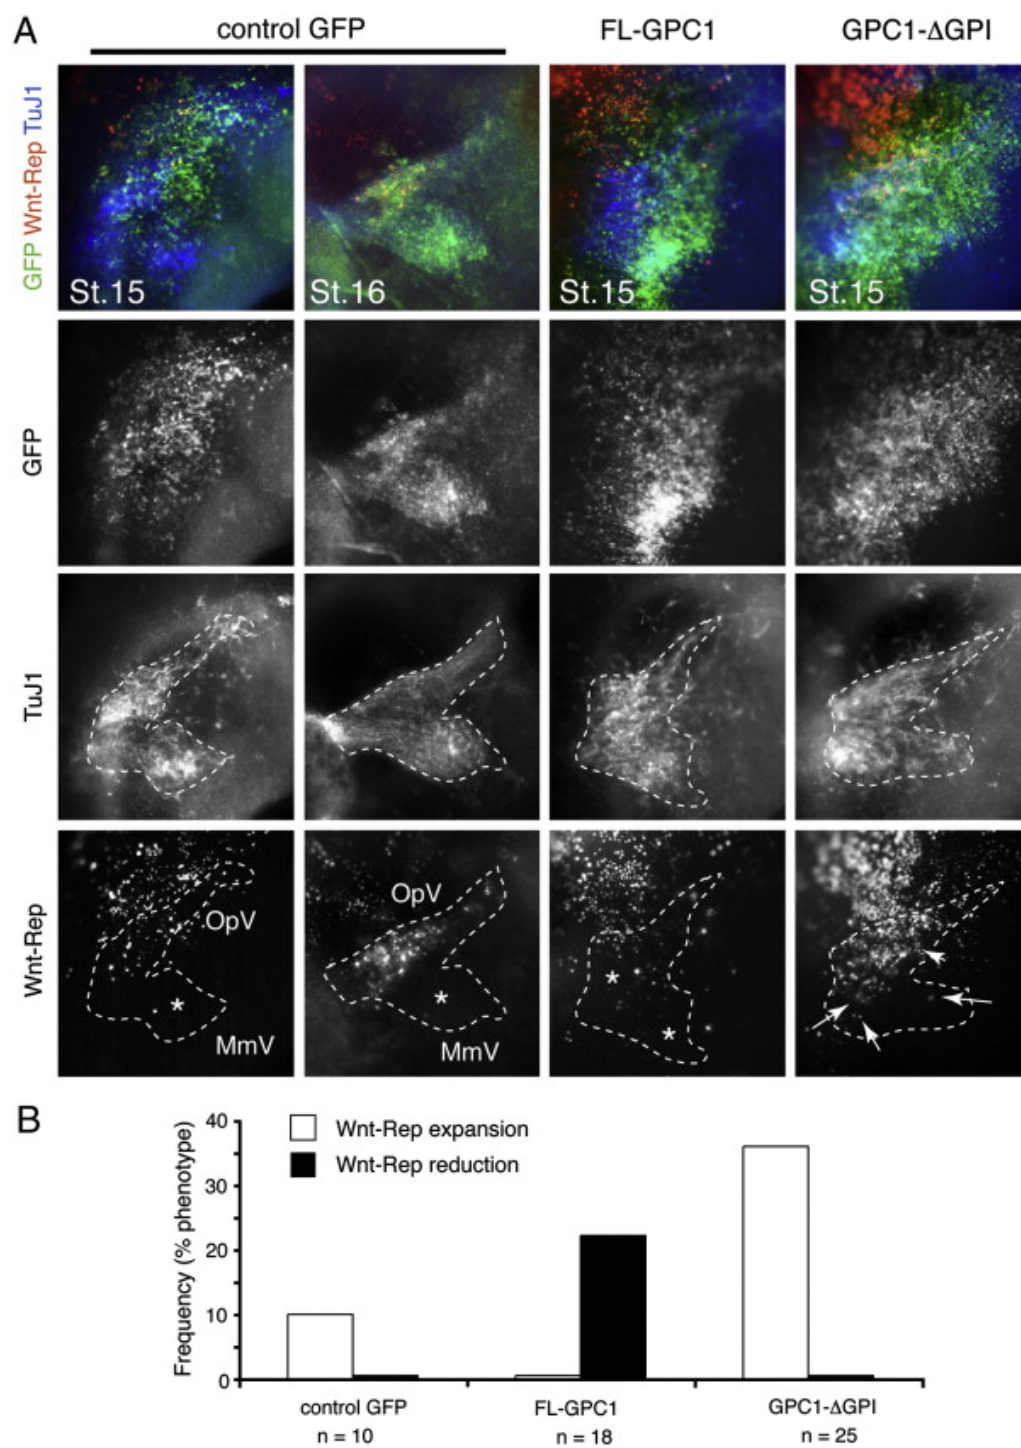 A
control GFP FL-GPC1 GPC1-ΔGPI
GFP Wnt-Rep TuJ1
St.15 St.16 St.15 St.15
GFP
TuJ1
Wnt-Rep
OpV OpV
* * * *
MmV MmV
B
Frequency (% phenotype)
40
30
20
10
0
Wnt-Rep expansion
Wnt-Rep reduction
control GFP FL-GPC1 GPC1-ΔGPI
n = 10 n = 18 n = 25